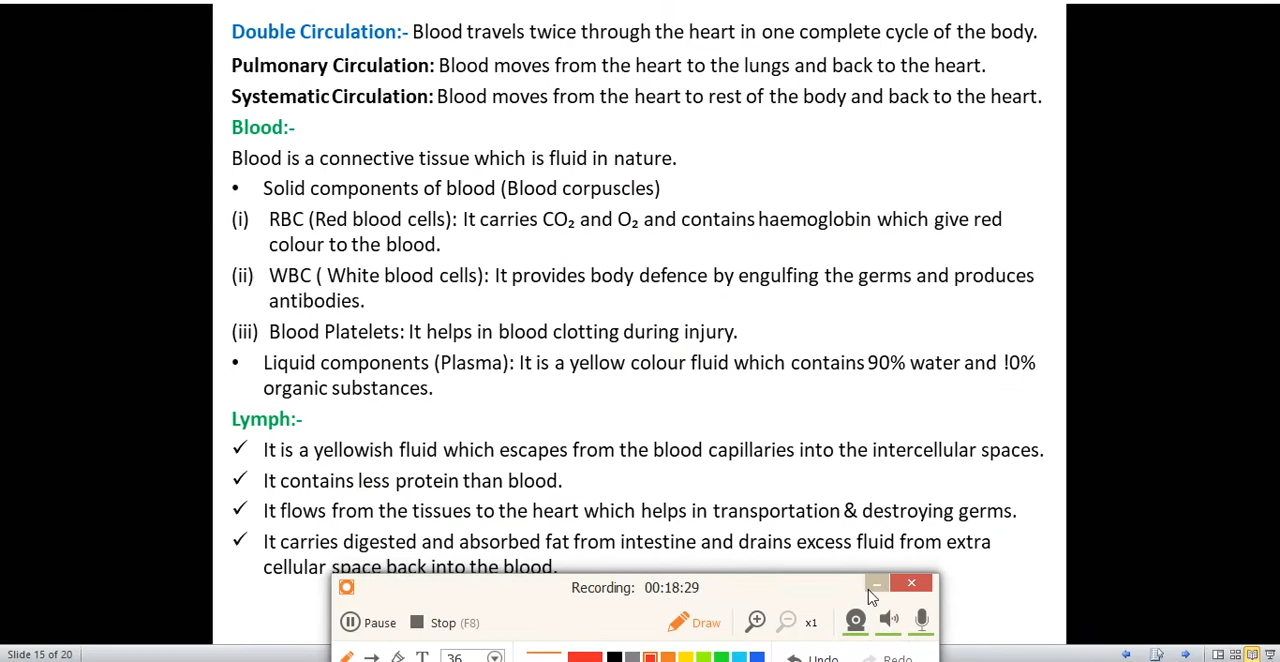 Double Circulation:- Blood travels twice through the heart in one complete cycle of the body.
Pulmonary Circulation: Blood moves from the heart to the lungs and back to the heart.
Systematic Circulation: Blood moves from the heart to rest of the body and back to the heart.
Blood:-
Blood is a connective tissue which is fluid in nature.
• Solid components of blood (Blood corpuscles)
(i) RBC (Red blood cells): It carries CO₂ and O₂ and contains haemoglobin which give red
colour to the blood.
(ii) WBC ( White blood cells): It provides body defence by engulfing the germs and produces
antibodies.
(iii) Blood Platelets: It helps in blood clotting during injury.
• Liquid components (Plasma): It is a yellow colour fluid which contains 90% water and !0%
organic substances.
Lymph:-
✓ It is a yellowish fluid which escapes from the blood capillaries into the intercellular spaces.
✓ It contains less protein than blood.
✓ It flows from the tissues to the heart which helps in transportation & destroying germs.
✓ It carries digested and absorbed fat from intestine and drains excess fluid from extra
cellular space back into the blood.
Recording: 00:18:29
Pause Stop (F8) Draw x1
T 36 Undo Redo
Slide 15 of 20